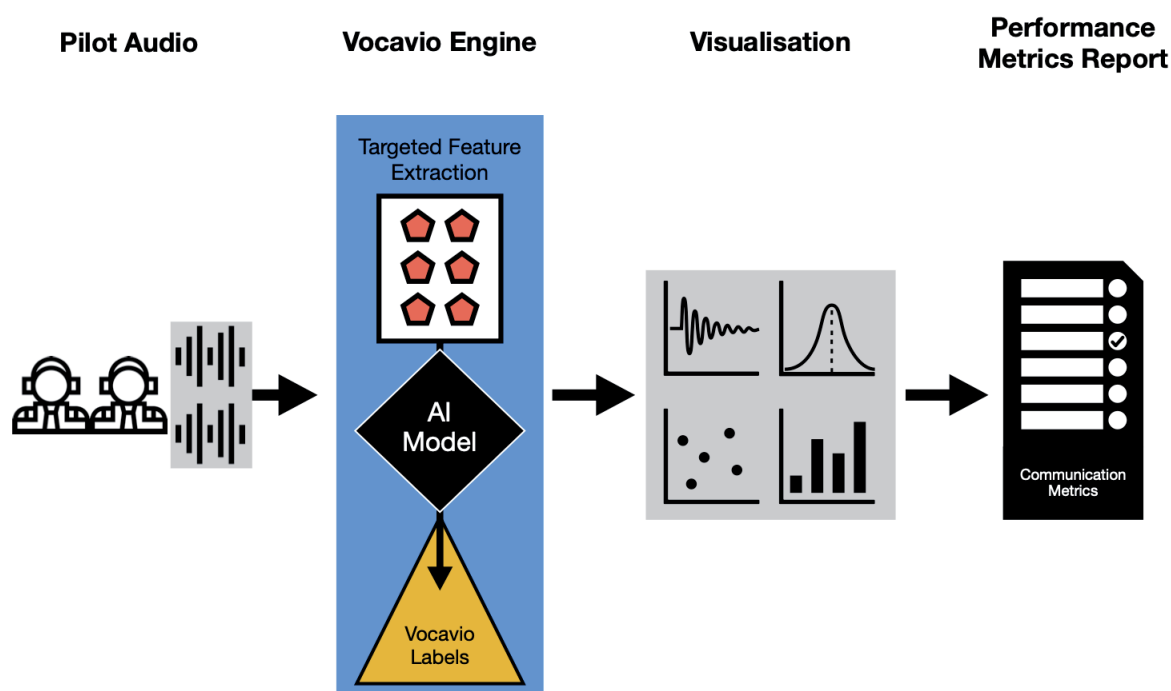 Pilot Audio
Vocavio Engine
Visualisation
Performance
Metrics Report
Targeted Feature
Extraction
AI
Model
Vocavio
Labels
Communication
Metrics